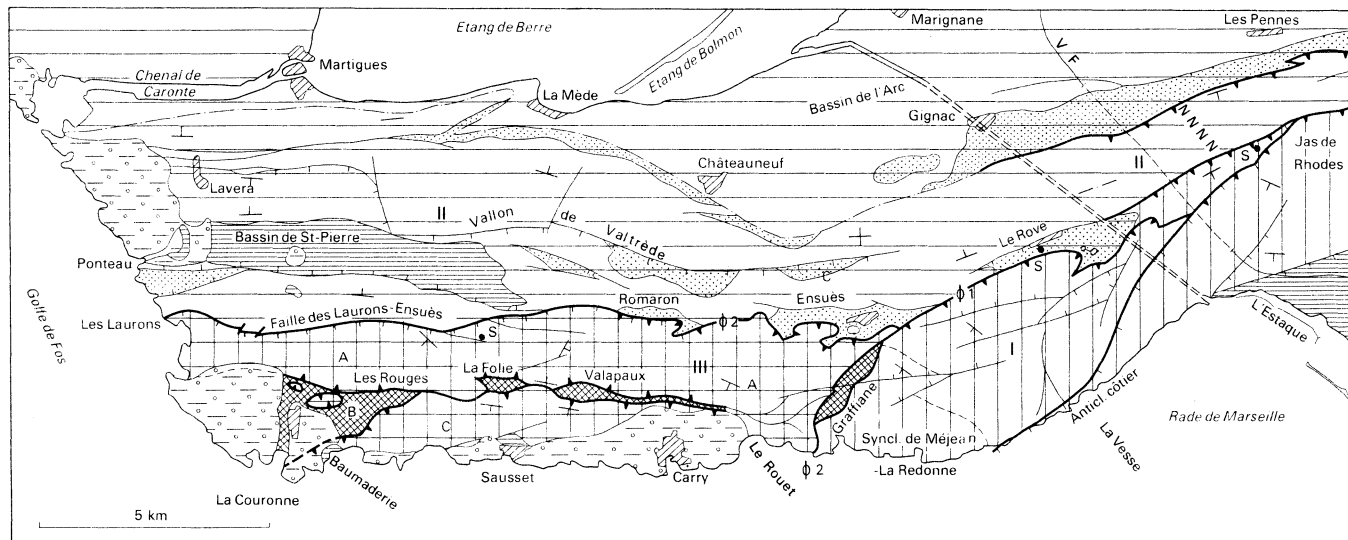 Etang de Berre
Marignane
Les Pennes
Etang de Bolmon
V F
Martigues
Chenal de
Caronte
La Mède
Bassin de l'Arc
Gignac
II
S
Jas de
Rhodes
Châteauneuf
Lavera
II
Vallon de
Valtrède
Le Rove
S
Bassin de St-Pierre
Ponteau
C
Golfe de Fos
Romaron
Ensuès
ϕ1
Les Laurons
Faille des Laurons-Ensuès
ϕ2
L'Estaque
S
I
A
La Folie
III
Les Rouges
Valapaux
A
Graffiane
Anticl. côtier
Rade de Marseille
B
C
La Vesse
Syncl. de Méjean
-La Redonne
Le Rouet
ϕ2
Baumaderie
Sausset
Carry
La Couronne
5 km